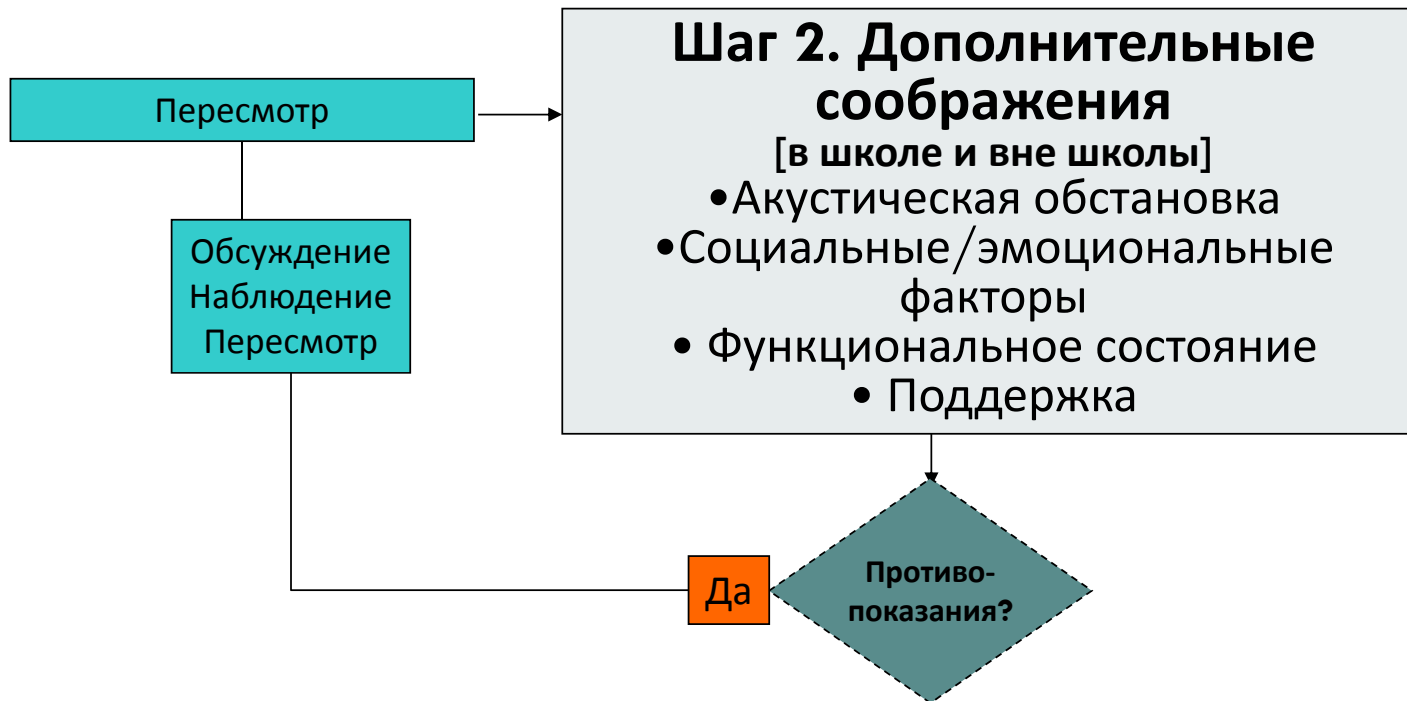 Пересмотр
Обсуждение
Наблюдение
Пересмотр
Шаг 2. Дополнительные
соображения
[в школе и вне школы]
•Акустическая обстановка
•Социальные/эмоциональные
факторы
• Функциональное состояние
• Поддержка
Да
Противо-
показания?